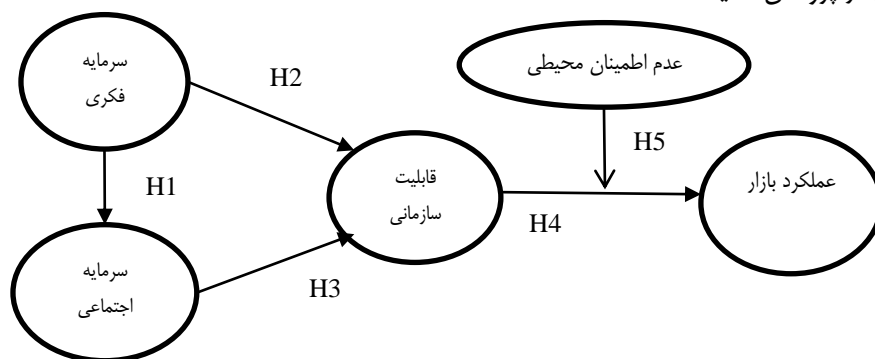 سرمایه
فکری
H2
عدم اطمینان محیطی
H1
H5
قابلیت
سازمانی
عملکرد بازار
H4
سرمایه
اجتماعی
H3